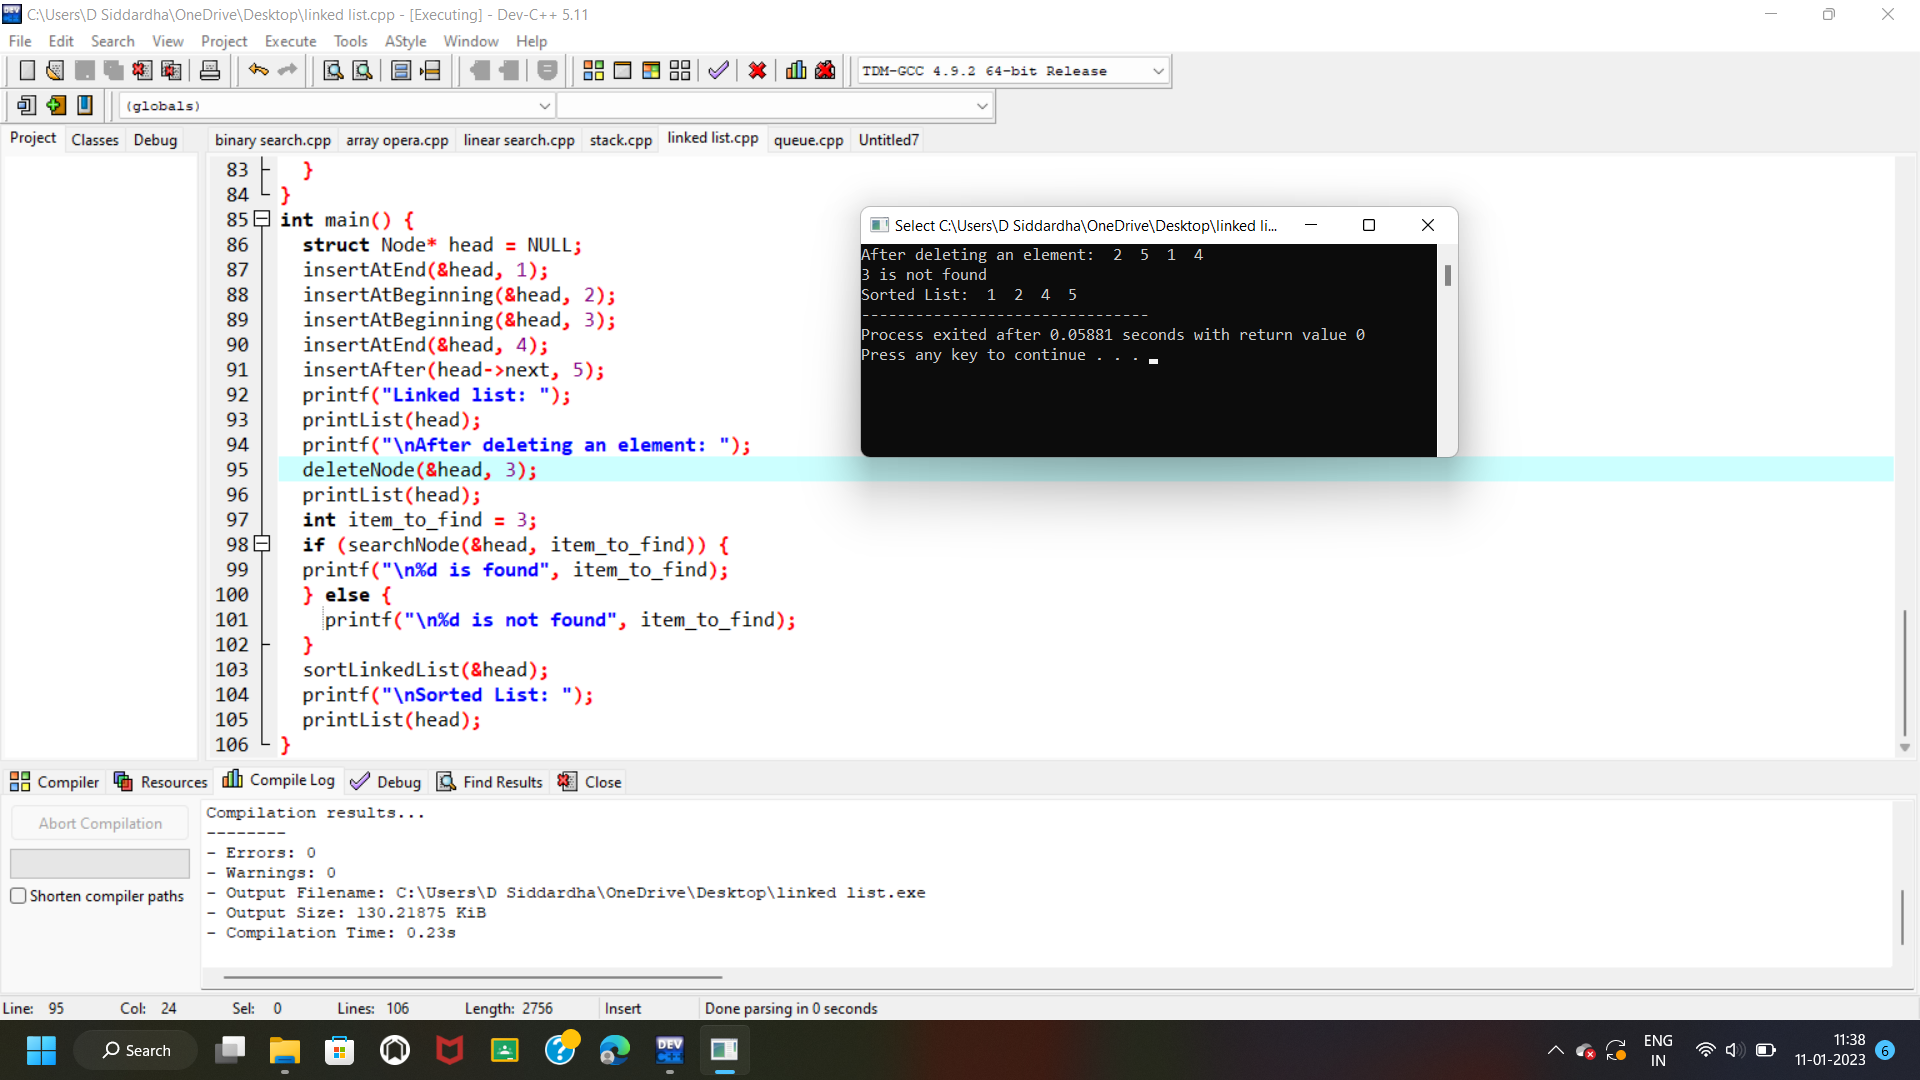 C:\Users\D Siddardha\OneDrive\Desktop\linked list.cpp - [Executing] - Dev-C++ 5.11
File Edit Search View Project Execute Tools AStyle Window Help
TDM-GCC 4.9.2 64-bit Release
(globals)
Project Classes Debug
binary search.cpp array opera.cpp linear search.cpp stack.cpp linked list.cpp queue.cpp Untitled7
83 }
84 }
85 int main() {
86 struct Node* head = NULL;
87 insertAtEnd(&head, 1);
88 insertAtBeginning(&head, 2);
89 insertAtBeginning(&head, 3);
90 insertAtEnd(&head, 4);
91 insertAfter(head->next, 5);
92 printf("Linked list: ");
93 printList(head);
94 printf("\nAfter deleting an element: ");
95 deleteNode(&head, 3);
96 printList(head);
97 int item_to_find = 3;
98 if (searchNode(&head, item_to_find)) {
99 printf("\n%d is found", item_to_find);
100 } else {
101 printf("\n%d is not found", item_to_find);
102 }
103 sortLinkedList(&head);
104 printf("\nSorted List: ");
105 printList(head);
106 }
Select C:\Users\D Siddardha\OneDrive\Desktop\linked li...
After deleting an element:  2  5  1  4
3 is not found
Sorted List:  1  2  4  5
--------------------------------
Process exited after 0.05881 seconds with return value 0
Press any key to continue . . .
Compiler Resources Compile Log Debug Find Results Close
Abort Compilation
Shorten compiler paths
Compilation results...
--------
- Errors: 0
- Warnings: 0
- Output Filename: C:\Users\D Siddardha\OneDrive\Desktop\linked list.exe
- Output Size: 130.21875 KiB
- Compilation Time: 0.23s
Line: 95 Col: 24 Sel: 0 Lines: 106 Length: 2756 Insert Done parsing in 0 seconds
Search
DEV
C++
ENG
IN
11:38
11-01-2023
6